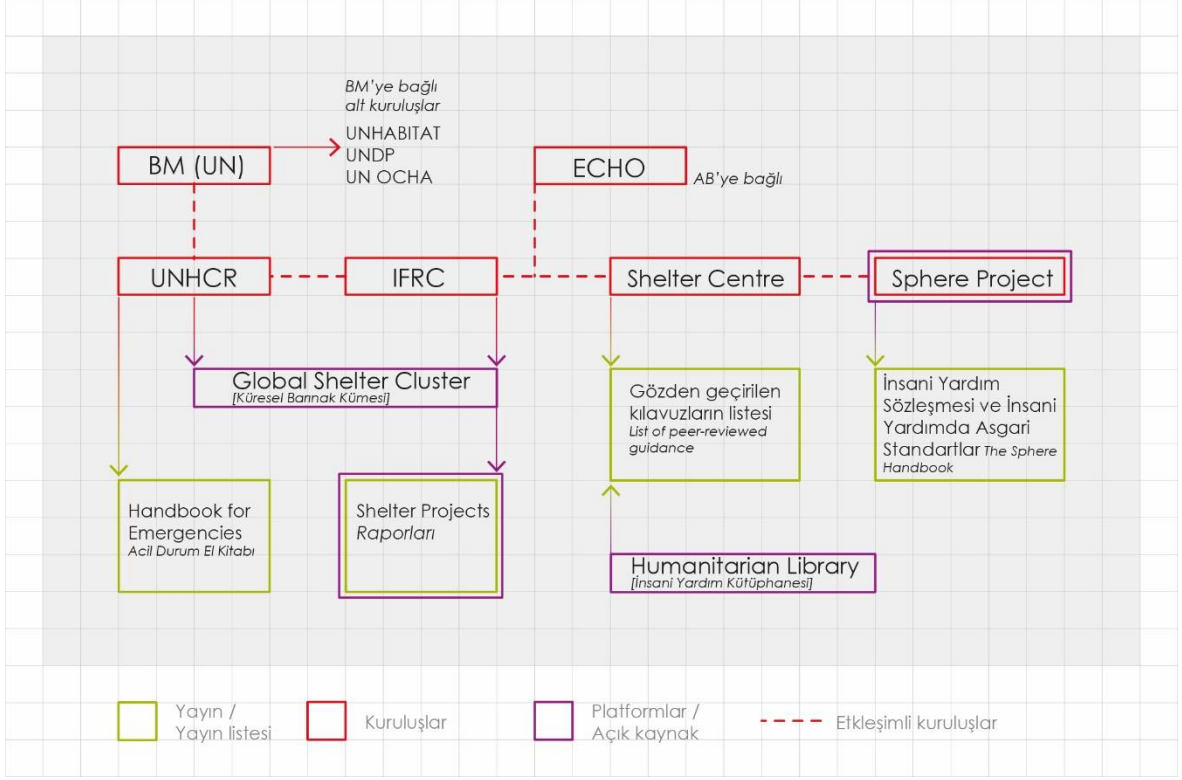 BM'ye bağlı
alt kuruluşlar
UNHABITAT
UNDP
UN OCHA
BM (UN)
ECHO
AB'ye bağlı
UNHCR
IFRC
Shelter Centre
Sphere Project
Global Shelter Cluster
[Küresel Barınak Kümesi]
Gözden geçirilen
kılavuzların listesi
List of peer-reviewed
guidance
İnsani Yardım
Sözleşmesi ve İnsani
Yardımda Asgari
Standartlar The Sphere
Handbook
Handbook for
Emergencies
Acil Durum El Kitabı
Shelter Projects
Raporları
Humanitarian Library
[İnsani Yardım Kütüphanesi]
Yayın /
Yayın listesi
Kuruluşlar
Platformlar /
Açık kaynak
Etkleşimli kuruluşlar